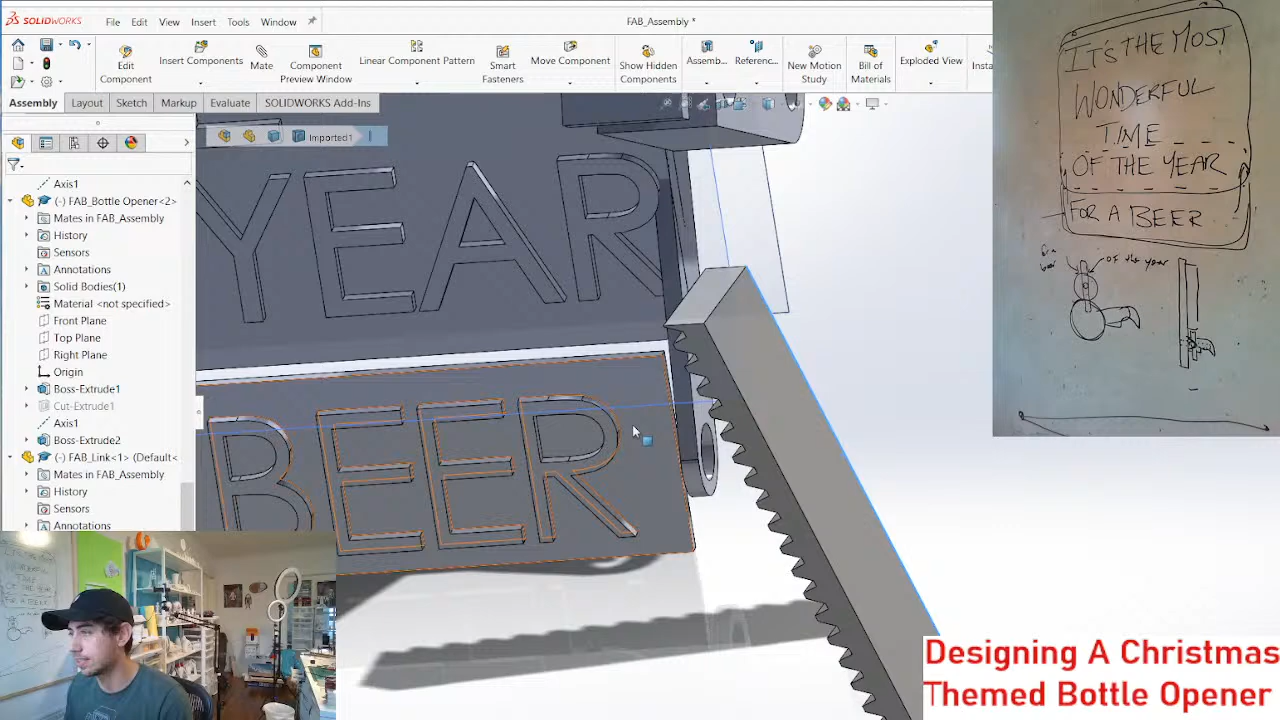 SOLIDWORKS
File Edit View Insert Tools Window
FAB_Assembly *
Edit Component
Insert Components
Mate
Component Preview Window
Linear Component Pattern
Smart Fasteners
Move Component
Show Hidden Components
Assemb...
Referenc...
New Motion Study
Bill of Materials
Exploded View
Insta
Assembly Layout Sketch Markup Evaluate SOLIDWORKS Add-Ins
Imported1
Axis1
(-) FAB_Bottle Opener<2>
Mates in FAB_Assembly
History
Sensors
Annotations
Solid Bodies(1)
Material <not specified>
Front Plane
Top Plane
Right Plane
Origin
Boss-Extrude1
Cut-Extrude1
Axis1
Boss-Extrude2
(-) FAB_Link<1> (Default<
Mates in FAB_Assembly
History
Sensors
Annotations
YEAR
BEER
IT'S THE MOST
WONDERFUL
TIME
OF THE YEAR
FOR A BEER
of the year
Designing A Christmas
Themed Bottle Opener